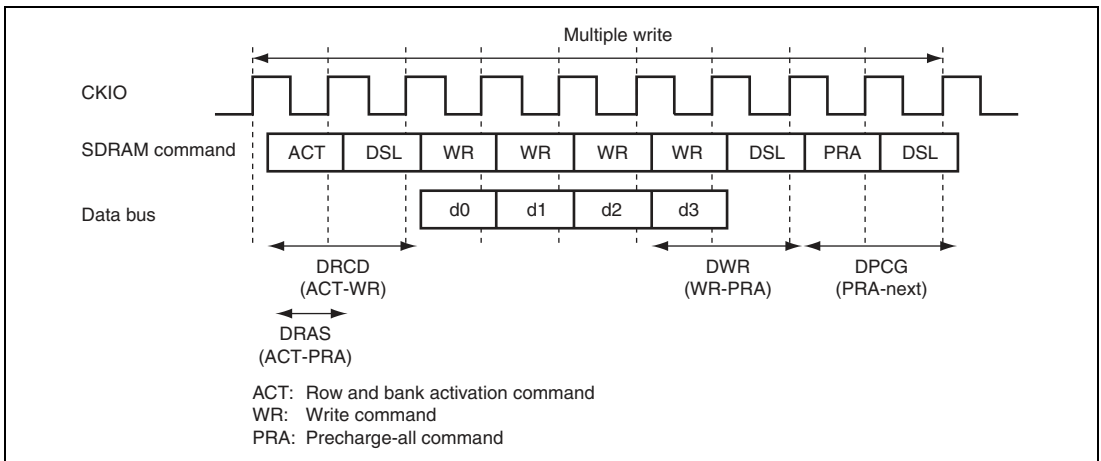 Multiple write
CKIO
SDRAM command ACT DSL WR WR WR WR DSL PRA DSL
Data bus d0 d1 d2 d3
DRCD
(ACT-WR)
DWR
(WR-PRA)
DPCG
(PRA-next)
DRAS
(ACT-PRA)
ACT: Row and bank activation command
WR: Write command
PRA: Precharge-all command